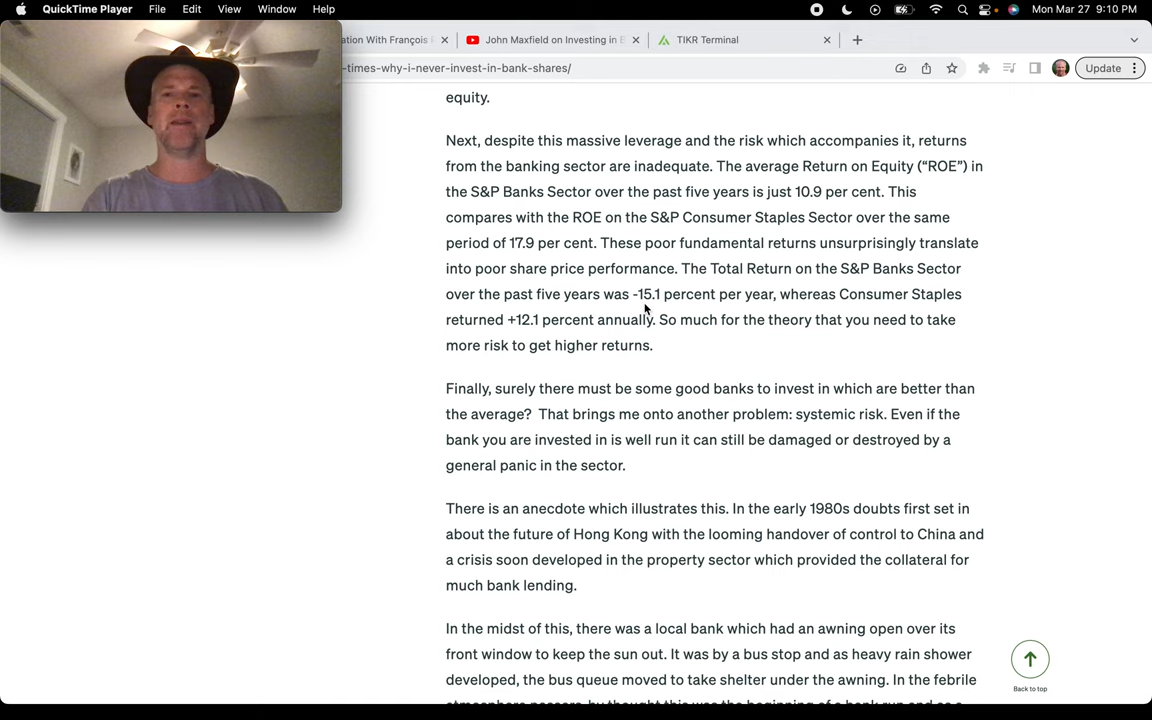 QuickTime Player File Edit View Window Help Mon Mar 27 9:10 PM
ation With François John Maxfield on Investing in B TIKR Terminal
-times-why-i-never-invest-in-bank-shares/ Update
equity.
Next, despite this massive leverage and the risk which accompanies it, returns
from the banking sector are inadequate. The average Return on Equity (“ROE”) in
the S&P Banks Sector over the past five years is just 10.9 per cent. This
compares with the ROE on the S&P Consumer Staples Sector over the same
period of 17.9 per cent. These poor fundamental returns unsurprisingly translate
into poor share price performance. The Total Return on the S&P Banks Sector
over the past five years was -15.1 percent per year, whereas Consumer Staples
returned +12.1 percent annually. So much for the theory that you need to take
more risk to get higher returns.
Finally, surely there must be some good banks to invest in which are better than
the average? That brings me onto another problem: systemic risk. Even if the
bank you are invested in is well run it can still be damaged or destroyed by a
general panic in the sector.
There is an anecdote which illustrates this. In the early 1980s doubts first set in
about the future of Hong Kong with the looming handover of control to China and
a crisis soon developed in the property sector which provided the collateral for
much bank lending.
In the midst of this, there was a local bank which had an awning open over its
front window to keep the sun out. It was by a bus stop and as heavy rain shower
developed, the bus queue moved to take shelter under the awning. In the febrile
atmosphere passers-by thought this was the beginning of a bank run and as a
Back to top